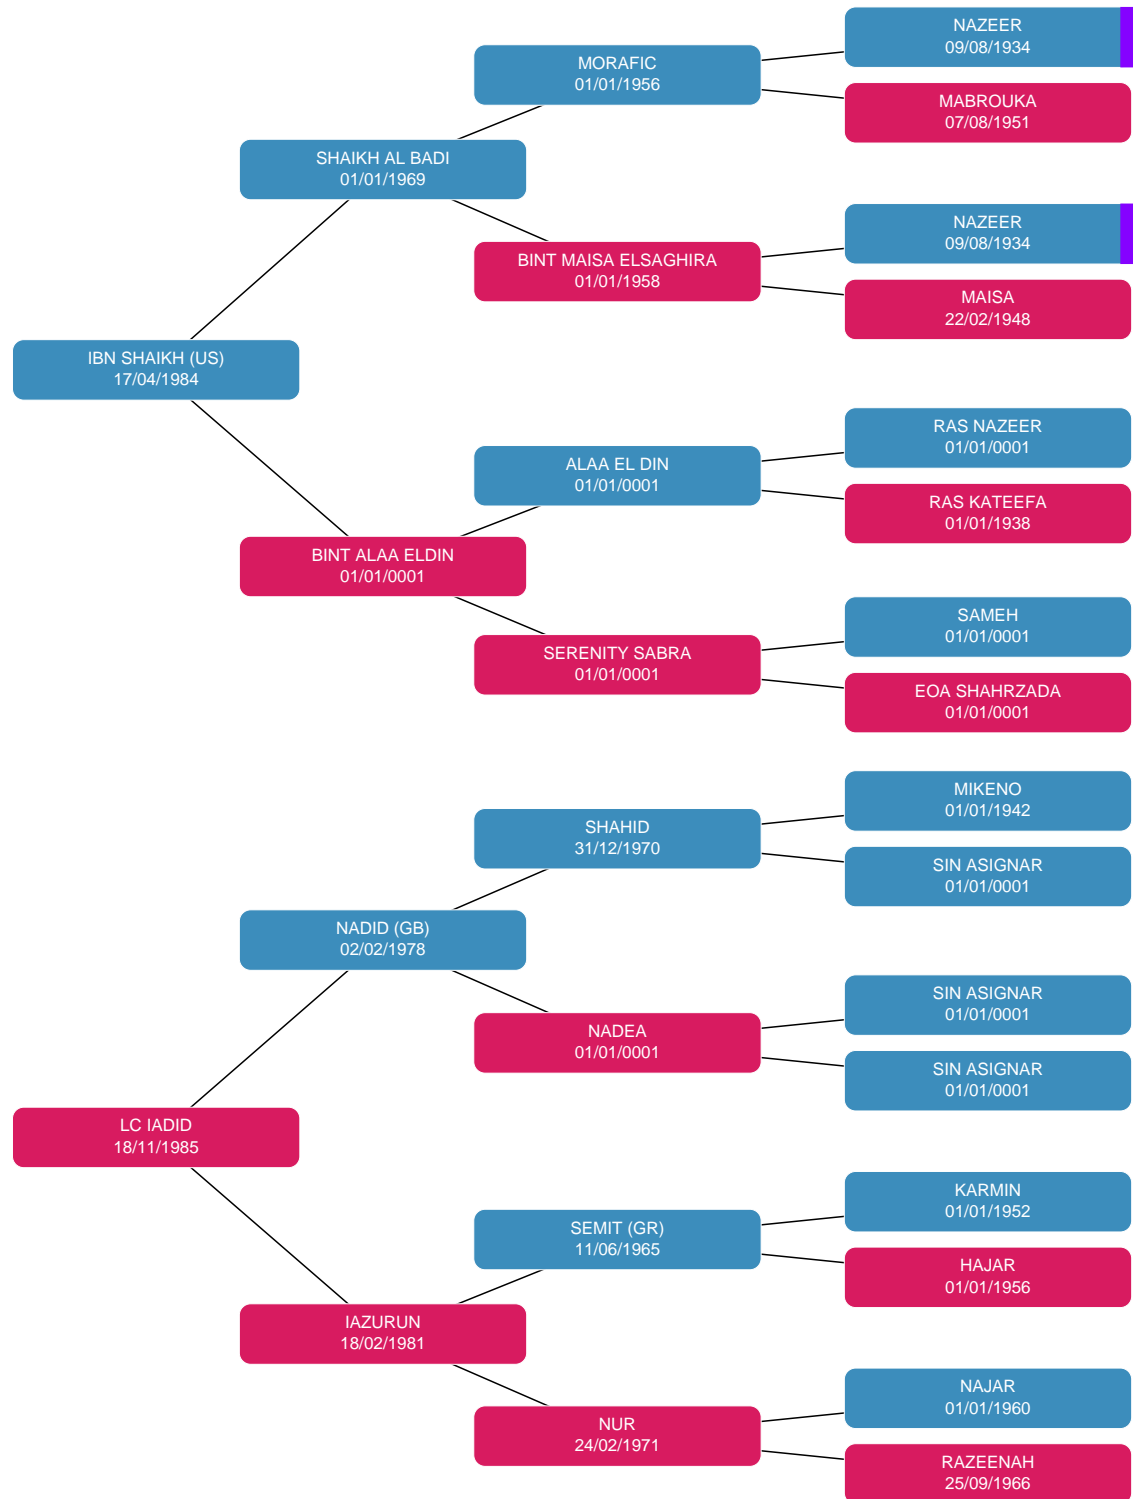 NAZEER
09/08/1934
MORAFIC
01/01/1956
MABROUKA
07/08/1951
SHAIKH AL BADI
01/01/1969
NAZEER
09/08/1934
BINT MAISA ELSAGHIRA
01/01/1958
MAISA
22/02/1948
IBN SHAIKH (US)
17/04/1984
RAS NAZEER
01/01/0001
ALAA EL DIN
01/01/0001
RAS KATEEFA
01/01/1938
BINT ALAA ELDIN
01/01/0001
SAMEH
01/01/0001
SERENITY SABRA
01/01/0001
EOA SHAHRZADA
01/01/0001
MIKENO
01/01/1942
SHAHID
31/12/1970
SIN ASIGNAR
01/01/0001
NADID (GB)
02/02/1978
SIN ASIGNAR
01/01/0001
NADEA
01/01/0001
SIN ASIGNAR
01/01/0001
LC IADID
18/11/1985
KARMIN
01/01/1952
SEMIT (GR)
11/06/1965
HAJAR
01/01/1956
IAZURUN
18/02/1981
NAJAR
01/01/1960
NUR
24/02/1971
RAZEENAH
25/09/1966